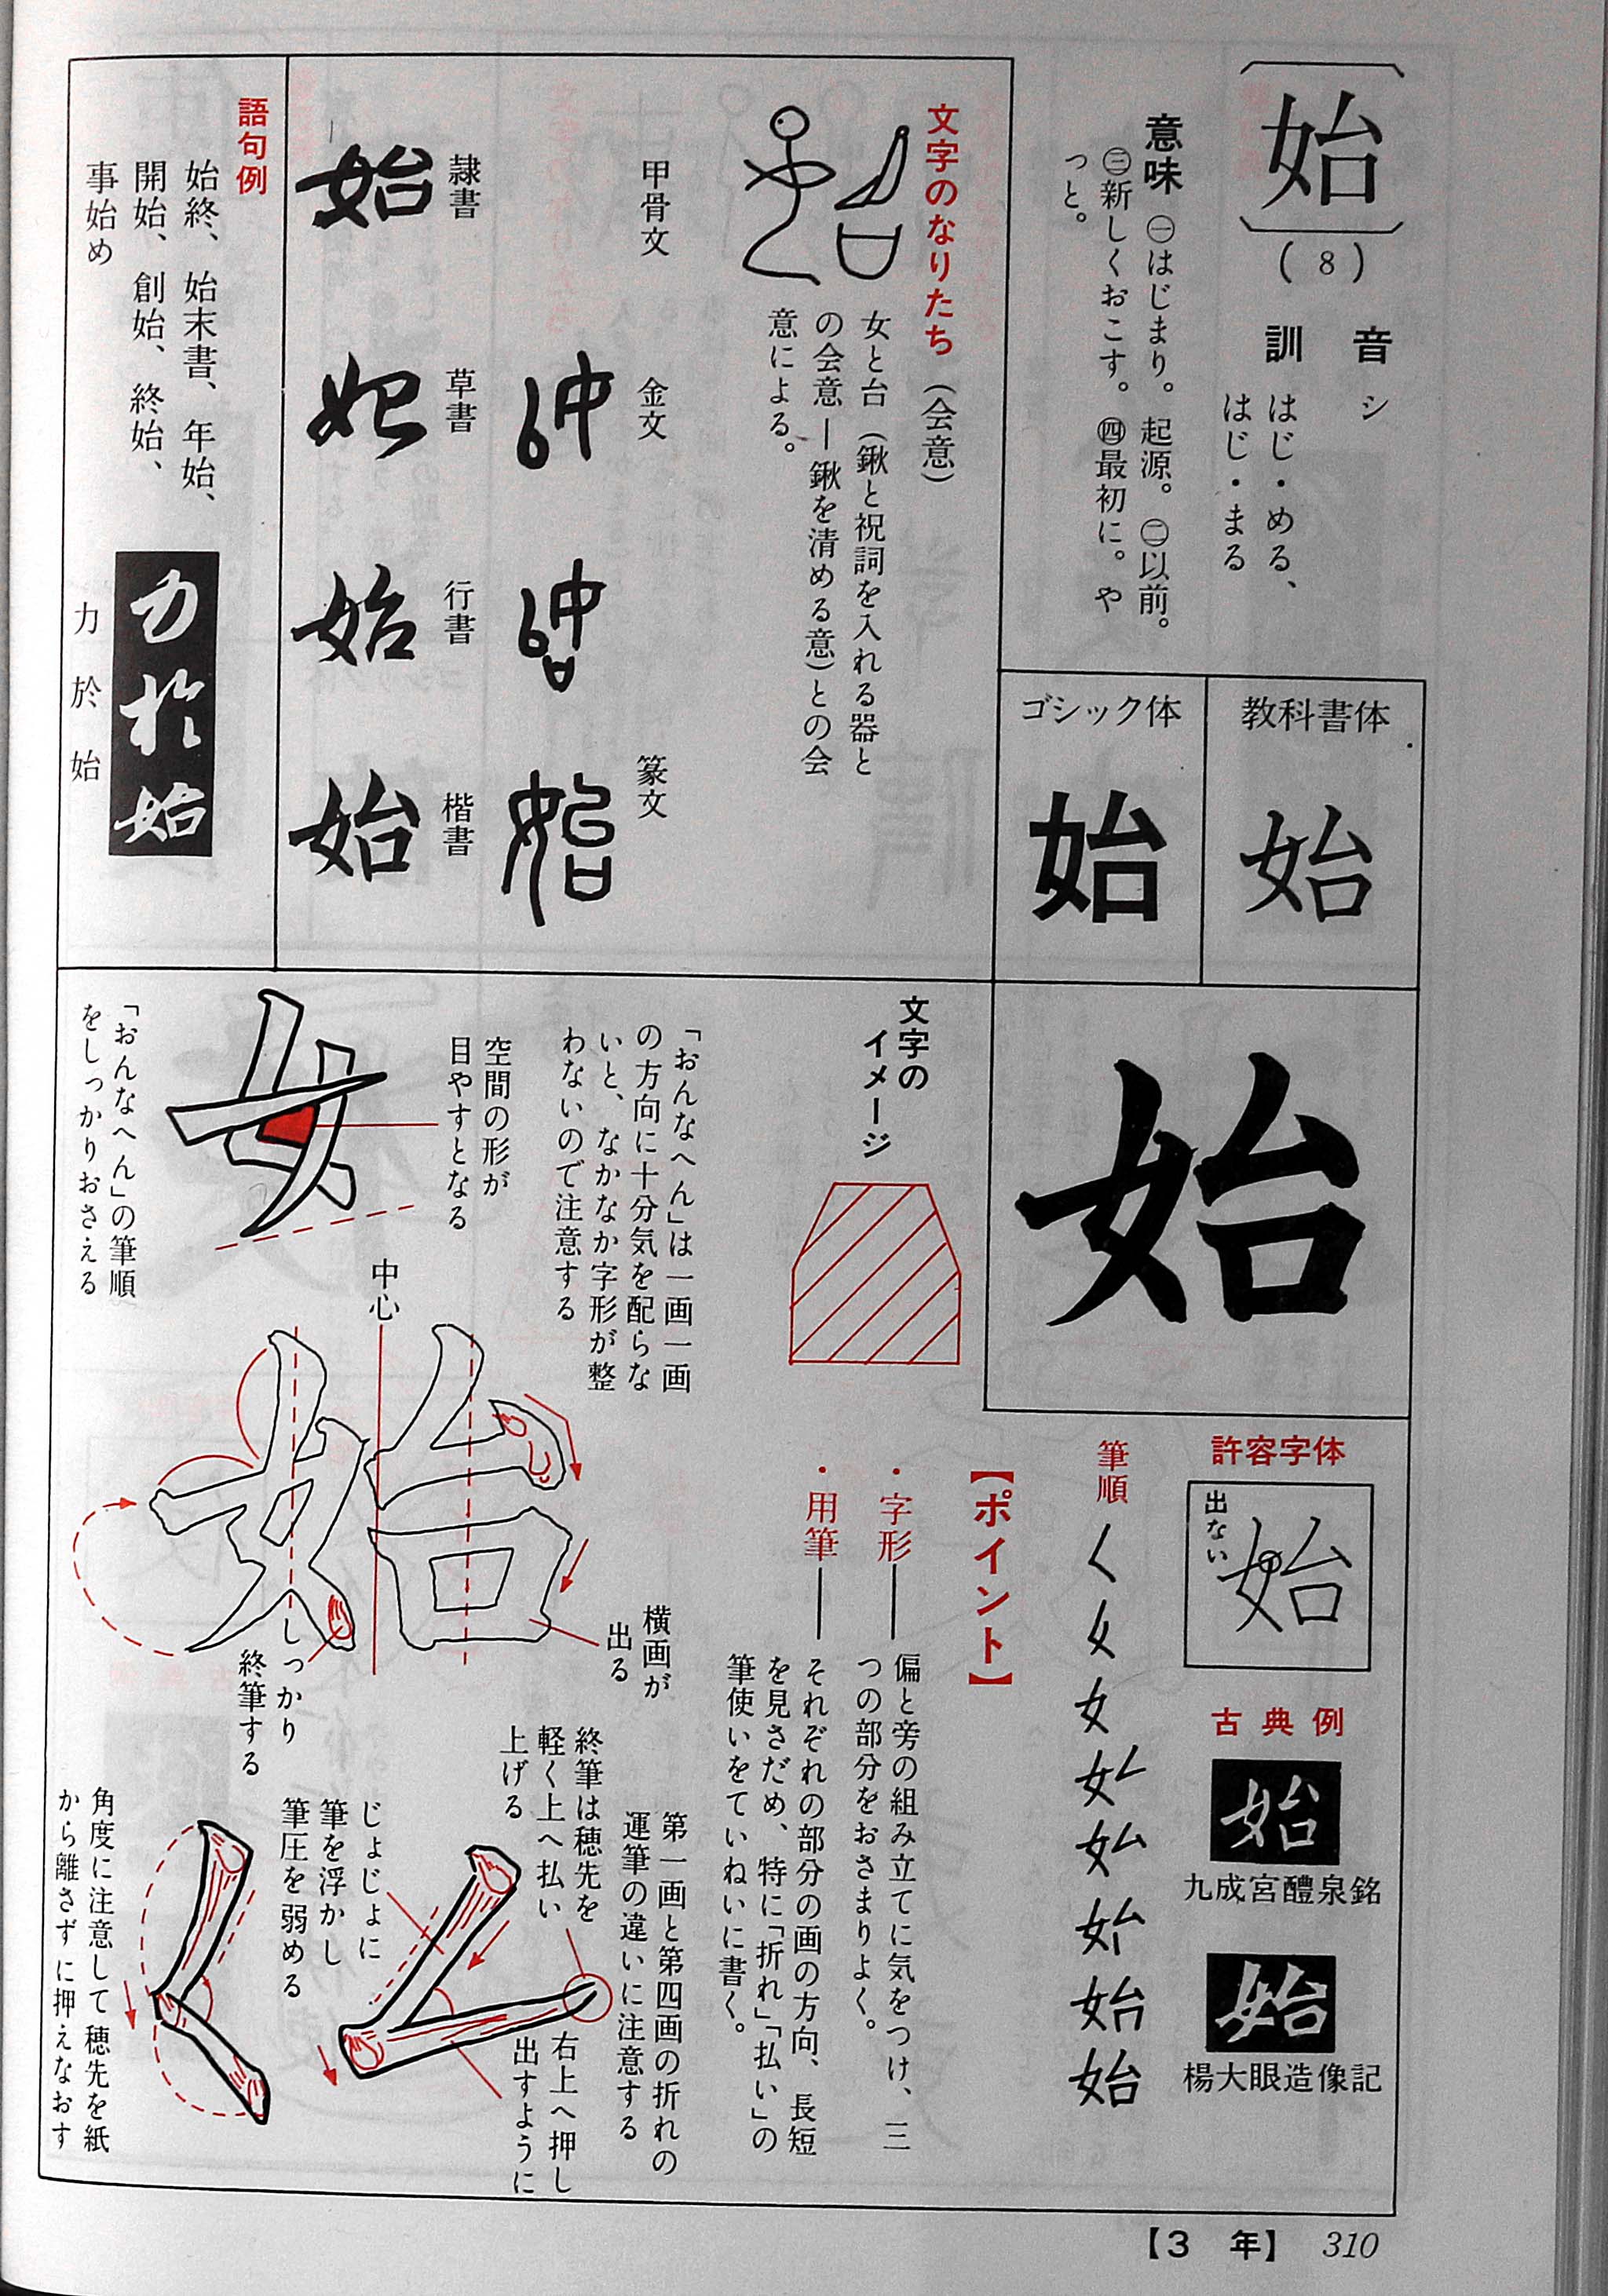 始
(8)
音 シ
訓 はじ・める、
はじ・まる
意味 ㊀はじまり。起源。㊁以前。
㊂新しくおこす。㊃最初に。や
っと。
教科書体
始
ゴシック体
始
文字のなりたち（会意）
女と台（鍬と祝詞を入れる器と
の会意―鍬を清める意）との会
意による。
甲骨文
金文
篆文
隷書
始
草書
始
行書
始
楷書
始
語句例
始終、始末書、年始、
開始、創始、終始、
事始め
力於始
力於始
始
許容字体
出ない
始
古典例
始
九成宮醴泉銘
始
楊大眼造像記
筆順
く 女 女 始 始
文字の
イメージ
【ポイント】
・字形―偏と旁の組み立てに気をつけ、三
つの部分をおさまりよく。
・用筆―それぞれの部分の画の方向、長短
を見さだめ、特に「折れ」「払い」の
筆使いをていねいに書く。
「おんなへん」は一画一画
の方向に十分気を配らな
いと、なかなか字形が整
わないので注意する
空間の形が
目やすとなる
女
「おんなへん」の筆順
をしっかりおさえる
中心
始
横画が
出る
しっかり
終筆する
第一画と第四画の折れの
運筆の違いに注意する
終筆は穂先を
軽く上へ払い
上げる
右上へ押し
出すように
じょじょに
筆を浮かし
筆圧を弱める
角度に注意して穂先を紙
から離さずに押えなおす
【3 年】 310